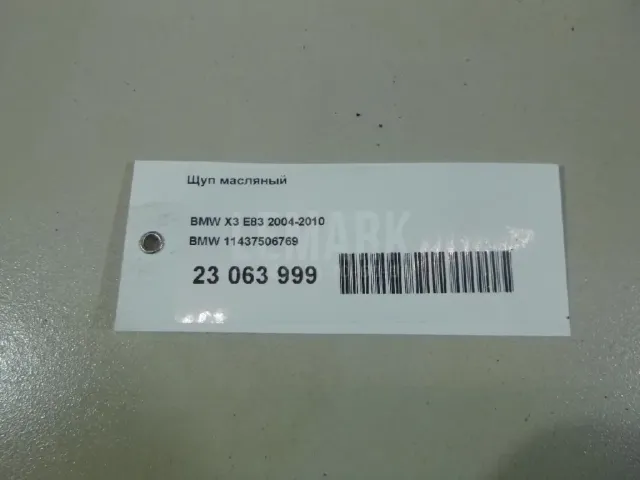 Щуп масляный
BMW X3 E83 2004-2010
BMW 11437506769
23 063 999